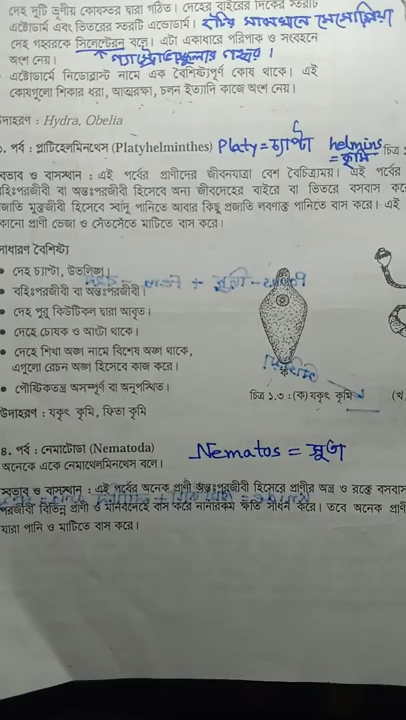 দেহ দুটি ভ্রূণীয় কোষস্তর দ্বারা গঠিত। দেহের বাইরের দিকের স্তরটি
এক্টোডার্ম এবং ভিতরের স্তরটি এন্ডোডার্ম। মাঝখানে মেসোগ্লিয়া
দেহ গহ্বরকে সিলেন্টেরন বলে। এটা একাধারে পরিপাক ও সংবহনে
অংশ নেয়। গ্যাস্ট্রোভাস্কুলার গহ্বর।
এক্টোডার্মে নিডোব্লাস্ট নামে এক বৈশিষ্ট্যপূর্ণ কোষ থাকে। এই
কোষগুলো শিকার ধরা, আত্মরক্ষা, চলন ইত্যাদি কাজে অংশ নেয়।
উদাহরণ : Hydra, Obelia
পর্ব : প্লাটিহেলমিনথেস (Platyhelminthes) Platy = চ্যাপ্টা helmins = কৃমি
স্বভাব ও বাসস্থান : এই পর্বের প্রাণীদের জীবনযাত্রা বেশ বৈচিত্র্যময়। এই পর্বের
বহিঃপরজীবী বা অন্তঃপরজীবী হিসেবে অন্য জীবদেহের বাইরে বা ভিতরে বসবাস করে
প্রজাতি মুক্তজীবী হিসেবে স্বাদু পানিতে আবার কিছু প্রজাতি লবণাক্ত পানিতে বাস করে। এই
কোনো প্রাণী ভেজা ও সেঁতসেঁতে মাটিতে বাস করে।
সাধারণ বৈশিষ্ট্য
• দেহ চ্যাপ্টা, উভলিঙ্গ।
• বহিঃপরজীবী বা অন্তঃপরজীবী।
• দেহ পুরু কিউটিকল দ্বারা আবৃত।
• দেহে চোষক ও আংটা থাকে।
• দেহে শিখা অঙ্গ নামে বিশেষ অঙ্গ থাকে,
এগুলো রেচন অঙ্গ হিসেবে কাজ করে।
• পৌষ্টিকতন্ত্র অসম্পূর্ণ বা অনুপস্থিত।
চিত্র ১.৩ : (ক) যকৃৎ কৃমি
(খ
উদাহরণ : যকৃৎ কৃমি, ফিতা কৃমি
৪. পর্ব : নেমাটোডা (Nematoda) Nematos = সুতা
অনেকে একে নেমাথেলমিনথেস বলে।
স্বভাব ও বাসস্থান : এই পর্বের অনেক প্রাণী অন্তঃপরজীবী হিসেবে প্রাণীর অন্ত্র ও রক্তে বসবাস
পরজীবী বিভিন্ন প্রাণী ও মানবদেহে বাস করে নানারকম ক্ষতি সাধন করে। তবে অনেক প্রাণী
যারা পানি ও মাটিতে বাস করে।